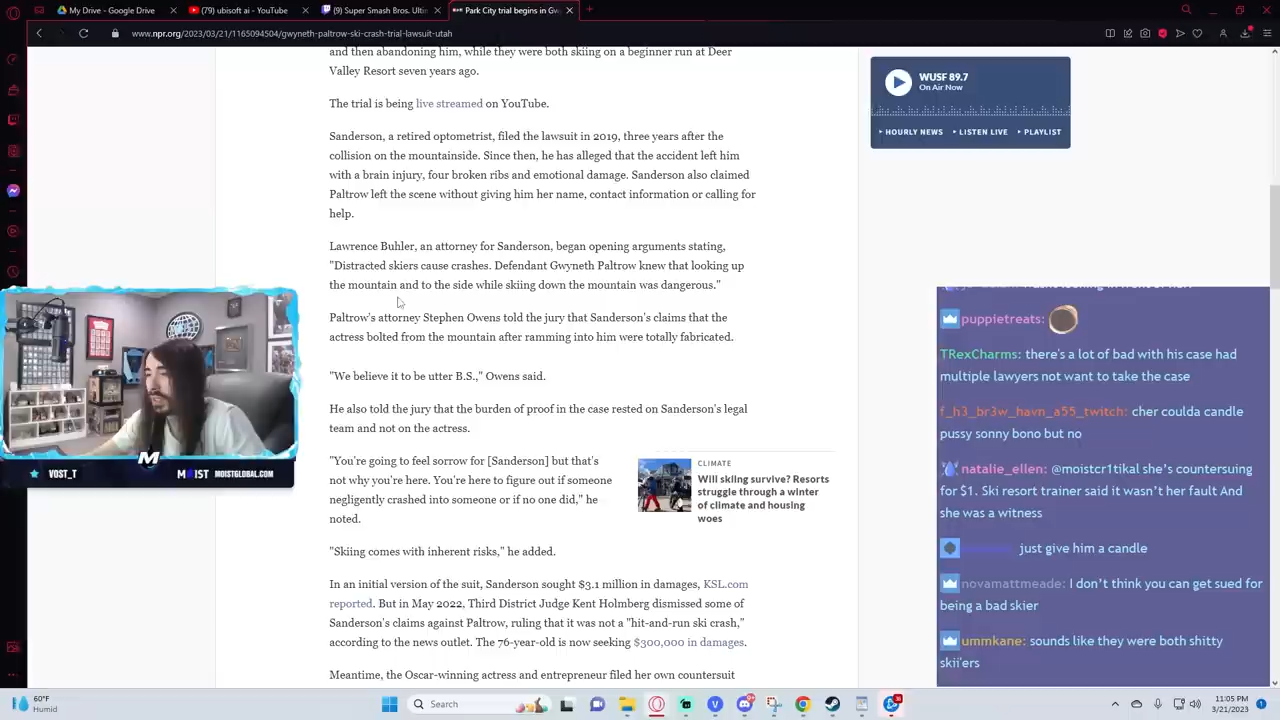 My Drive - Google Drive
(79) ubisoft ai - YouTube
(9) Super Smash Bros. Ultim
Park City trial begins in Gw
www.npr.org/2023/03/21/1165094504/gwyneth-paltrow-ski-crash-trial-lawsuit-utah
and then abandoning him, while they were both skiing on a beginner run at Deer
Valley Resort seven years ago.
The trial is being live streamed on YouTube.
Sanderson, a retired optometrist, filed the lawsuit in 2019, three years after the
collision on the mountainside. Since then, he has alleged that the accident left him
with a brain injury, four broken ribs and emotional damage. Sanderson also claimed
Paltrow left the scene without giving him her name, contact information or calling for
help.
Lawrence Buhler, an attorney for Sanderson, began opening arguments stating,
"Distracted skiers cause crashes. Defendant Gwyneth Paltrow knew that looking up
the mountain and to the side while skiing down the mountain was dangerous."
Paltrow's attorney Stephen Owens told the jury that Sanderson's claims that the
actress bolted from the mountain after ramming into him were totally fabricated.
"We believe it to be utter B.S.," Owens said.
He also told the jury that the burden of proof in the case rested on Sanderson's legal
team and not on the actress.
"You're going to feel sorrow for [Sanderson] but that's
not why you're here. You're here to figure out if someone
negligently crashed into someone or if no one did," he
noted.
CLIMATE
Will skiing survive? Resorts
struggle through a winter
of climate and housing
woes
"Skiing comes with inherent risks," he added.
In an initial version of the suit, Sanderson sought $3.1 million in damages, KSL.com
reported. But in May 2022, Third District Judge Kent Holmberg dismissed some of
Sanderson's claims against Paltrow, ruling that it was not a "hit-and-run ski crash,"
according to the news outlet. The 76-year-old is now seeking $300,000 in damages.
Meantime, the Oscar-winning actress and entrepreneur filed her own countersuit
WUSF 89.7
On Air Now
HOURLY NEWS
LISTEN LIVE
PLAYLIST
puppietreats:
TRexCharms: there's a lot of bad with his case had
multiple lawyers not want to take the case
f_h3_br3w_havn_a55_twitch: cher coulda candle
pussy sonny bono but no
natalie_ellen: @moistcr1tikal she's countersuing
for $1. Ski resort trainer said it wasn't her fault And
she was a witness
just give him a candle
novamattmeade: I don't think you can get sued for
being a bad skier
ummkane: sounds like they were both shitty
skii'ers
VOST_T
M
MOIST
MOISTGLOBAL.COM
60°F
Humid
Search
11:05 PM
3/21/2023